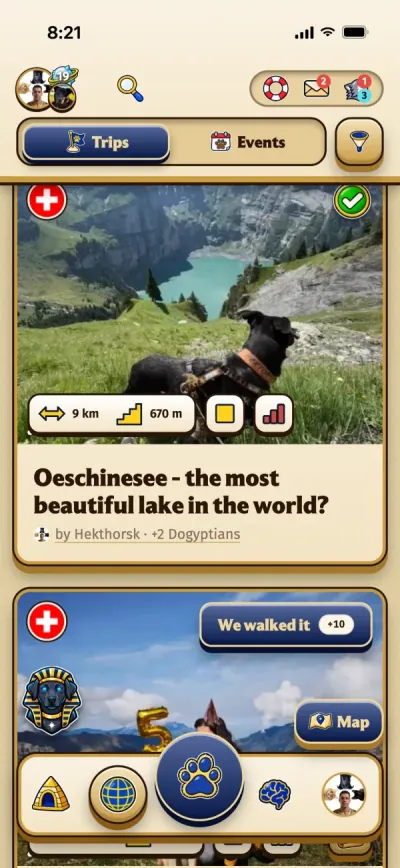 8:21
19
2
1
3
Trips
Events
9 km
670 m
Oeschinesee - the most
beautiful lake in the world?
by Hekthorsk · +2 Dogyptians
We walked it +10
5
Map